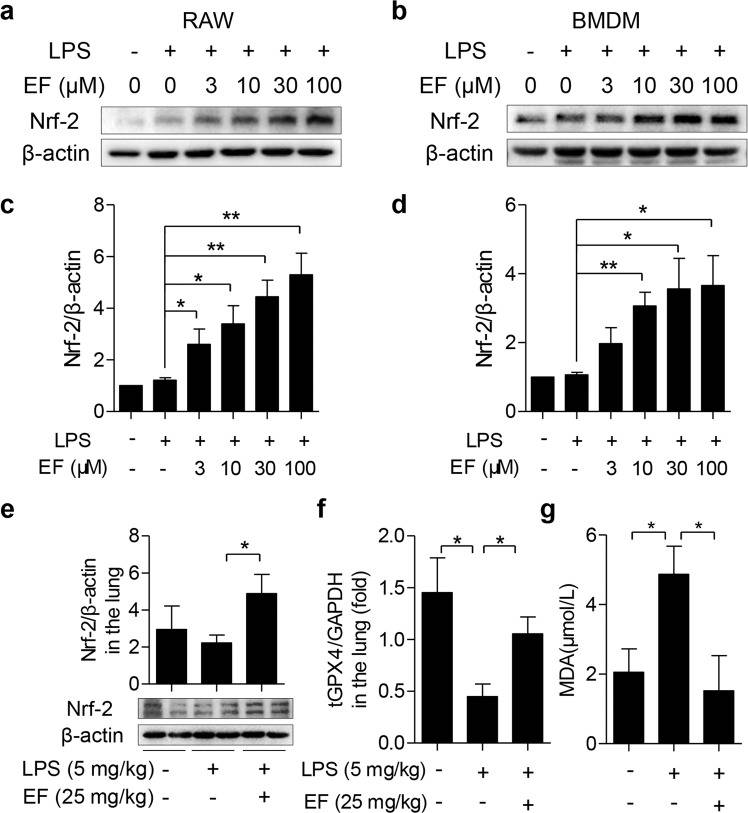 a
RAW
LPS - + + + + +
EF (µM) 0 0 3 10 30 100
Nrf-2
β-actin
b
BMDM
LPS - + + + + +
EF (µM) 0 0 3 10 30 100
Nrf-2
β-actin
c
Nrf-2/β-actin
8
6
4
2
0
**
**
*
*
LPS - + + + + +
EF (µM) - - 3 10 30 100
d
Nrf-2/β-actin
6
4
2
0
*
*
**
LPS - + + + + +
EF (µM) - - 3 10 30 100
e
Nrf-2/β-actin
in the lung
8
6
4
2
0
*
Nrf-2
β-actin
LPS (5 mg/kg) - + +
EF (25 mg/kg) - - +
f
tGPX4/GAPDH
in the lung (fold)
2.0
1.5
1.0
0.5
0.0
* *
LPS (5 mg/kg) - + +
EF (25 mg/kg) - - +
g
MDA(µmol/L)
6
4
2
0
* *
- + +
- - +